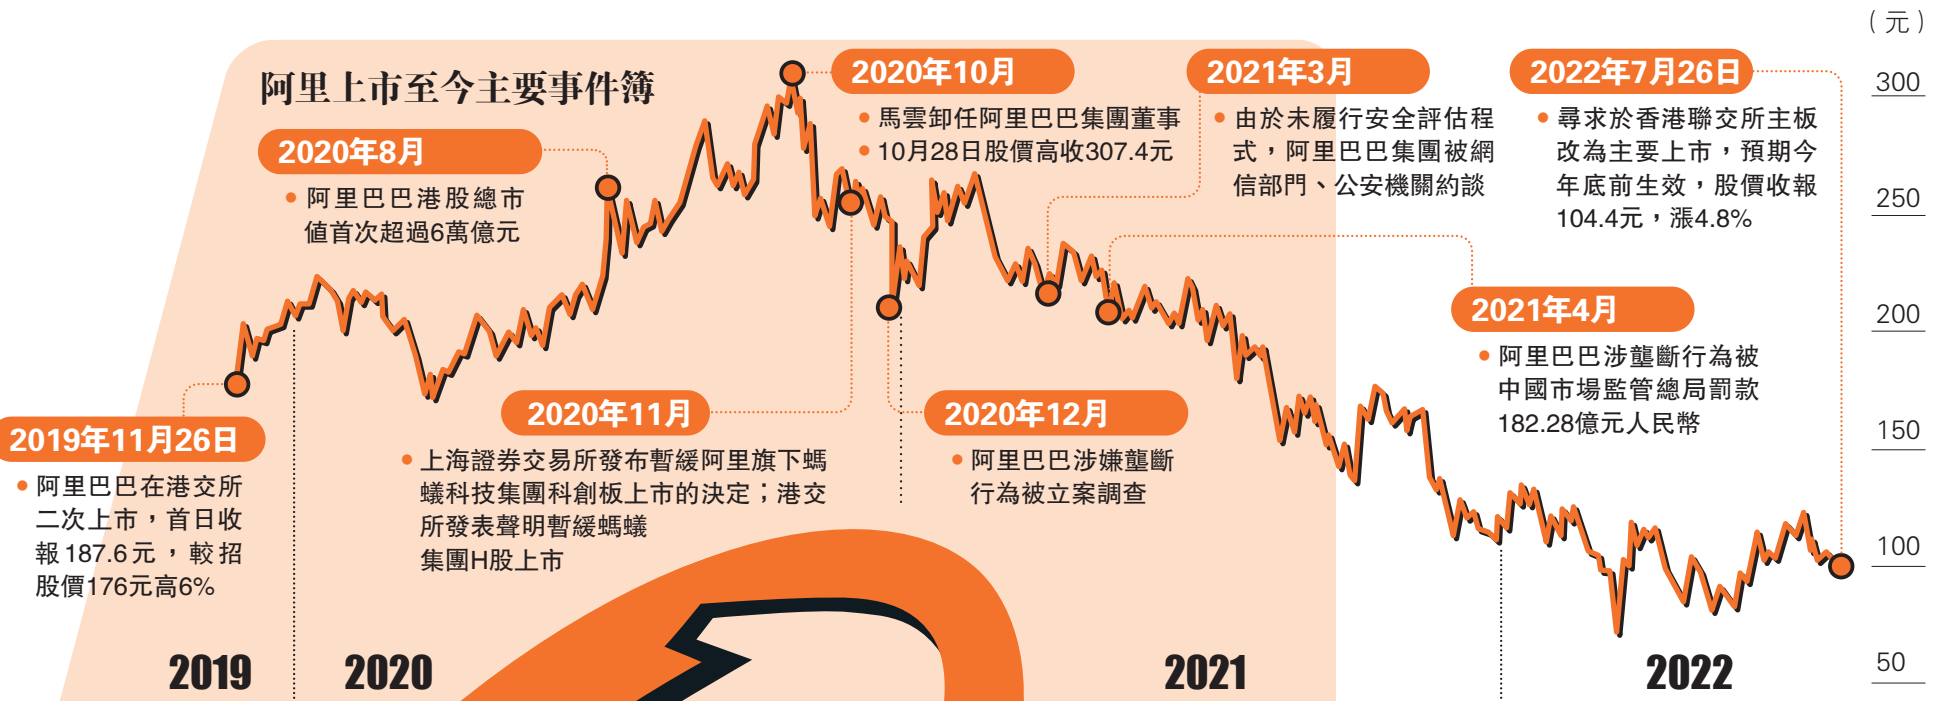 阿里上市至今主要事件簿
2019年11月26日
阿里巴巴在港交所
二次上市，首日收
報187.6元，較招
股價176元高6%
2020年8月
阿里巴巴港股總市
值首次超過6萬億元
2020年10月
馬雲卸任阿里巴巴集團董事
10月28日股價高收307.4元
2020年11月
上海證券交易所發布暫緩阿里旗下螞
蟻科技集團科創板上市的決定；港交
所發表聲明暫緩螞蟻
集團H股上市
2020年12月
阿里巴巴涉嫌壟斷
行為被立案調查
2021年3月
由於未履行安全評估程
式，阿里巴巴集團被網
信部門、公安機關約談
2021年4月
阿里巴巴涉壟斷行為被
中國市場監管總局罰款
182.28億元人民幣
2022年7月26日
尋求於香港聯交所主板
改為主要上市，預期今
年底前生效，股價收報
104.4元，漲4.8%
（元）
300
250
200
150
100
50
2019
2020
2021
2022